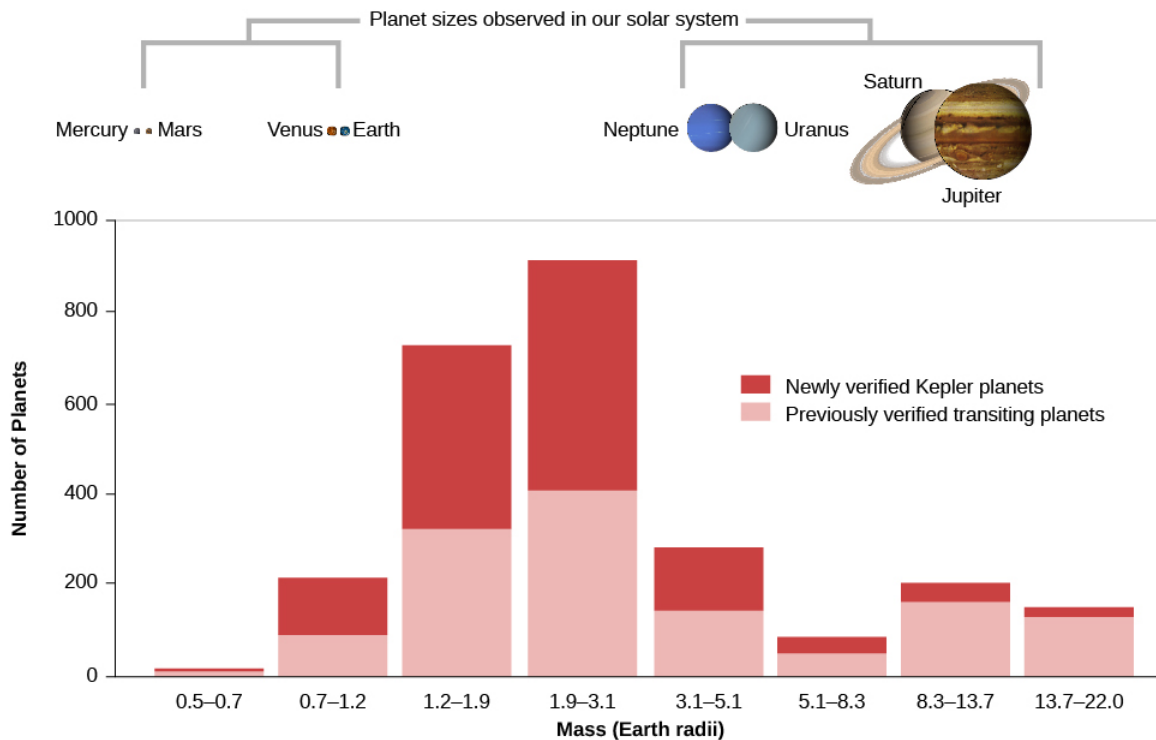 Planet sizes observed in our solar system
Saturn
Mercury Mars Venus Earth Neptune Uranus
Jupiter
1000
800
600
400
200
0
Number of Planets
Newly verified Kepler planets
Previously verified transiting planets
0.5–0.7 0.7–1.2 1.2–1.9 1.9–3.1 3.1–5.1 5.1–8.3 8.3–13.7 13.7–22.0
Mass (Earth radii)